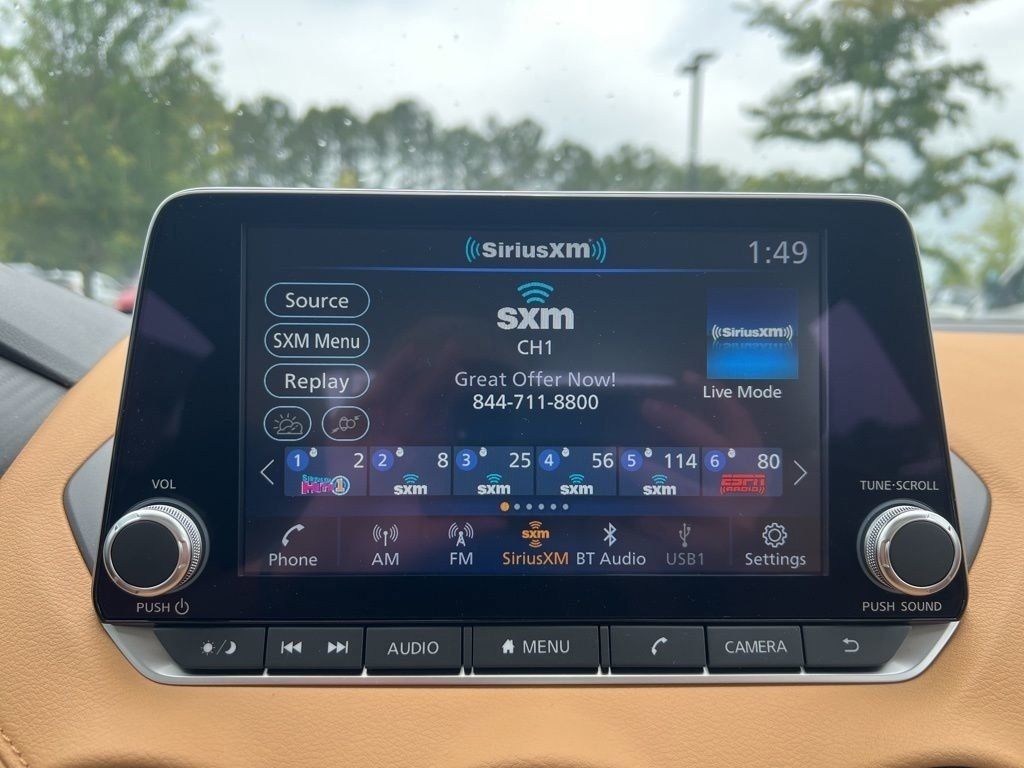 SiriusXM
1:49
Source
SXM Menu
Replay
sxm
CH1
Great Offer Now!
844-711-8800
SiriusXM
Live Mode
1 2
2 8 sxm
3 25 sxm
4 56 sxm
5 114 sxm
6 80 ESPN RADIO
Phone
AM
FM
sxm
SiriusXM
BT Audio
USB1
Settings
VOL
PUSH
TUNE·SCROLL
PUSH SOUND
AUDIO
MENU
CAMERA